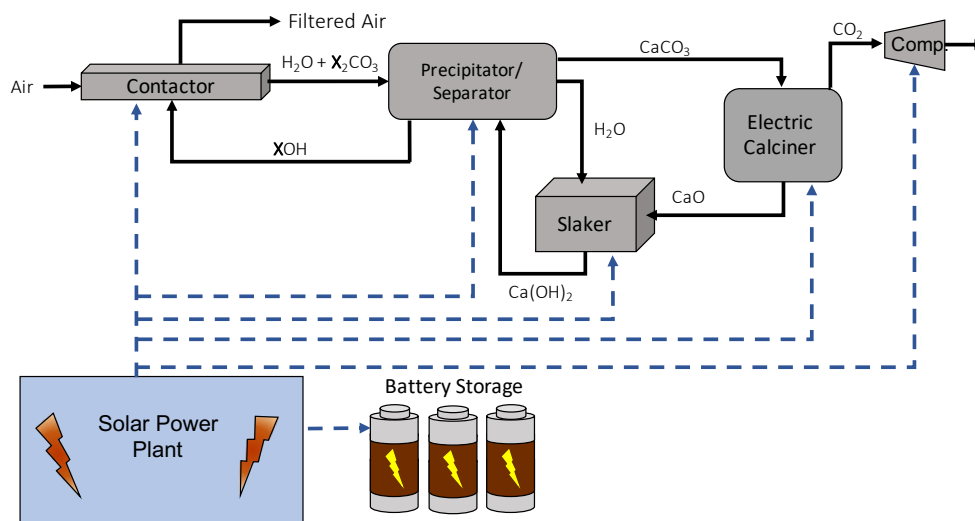 Filtered Air
CO₂
CaCO₃
Comp.
H₂O + X₂CO₃
Precipitator/
Separator
Air
Contactor
Electric
Calciner
H₂O
XOH
CaO
Slaker
Ca(OH)₂
Battery Storage
Solar Power
Plant